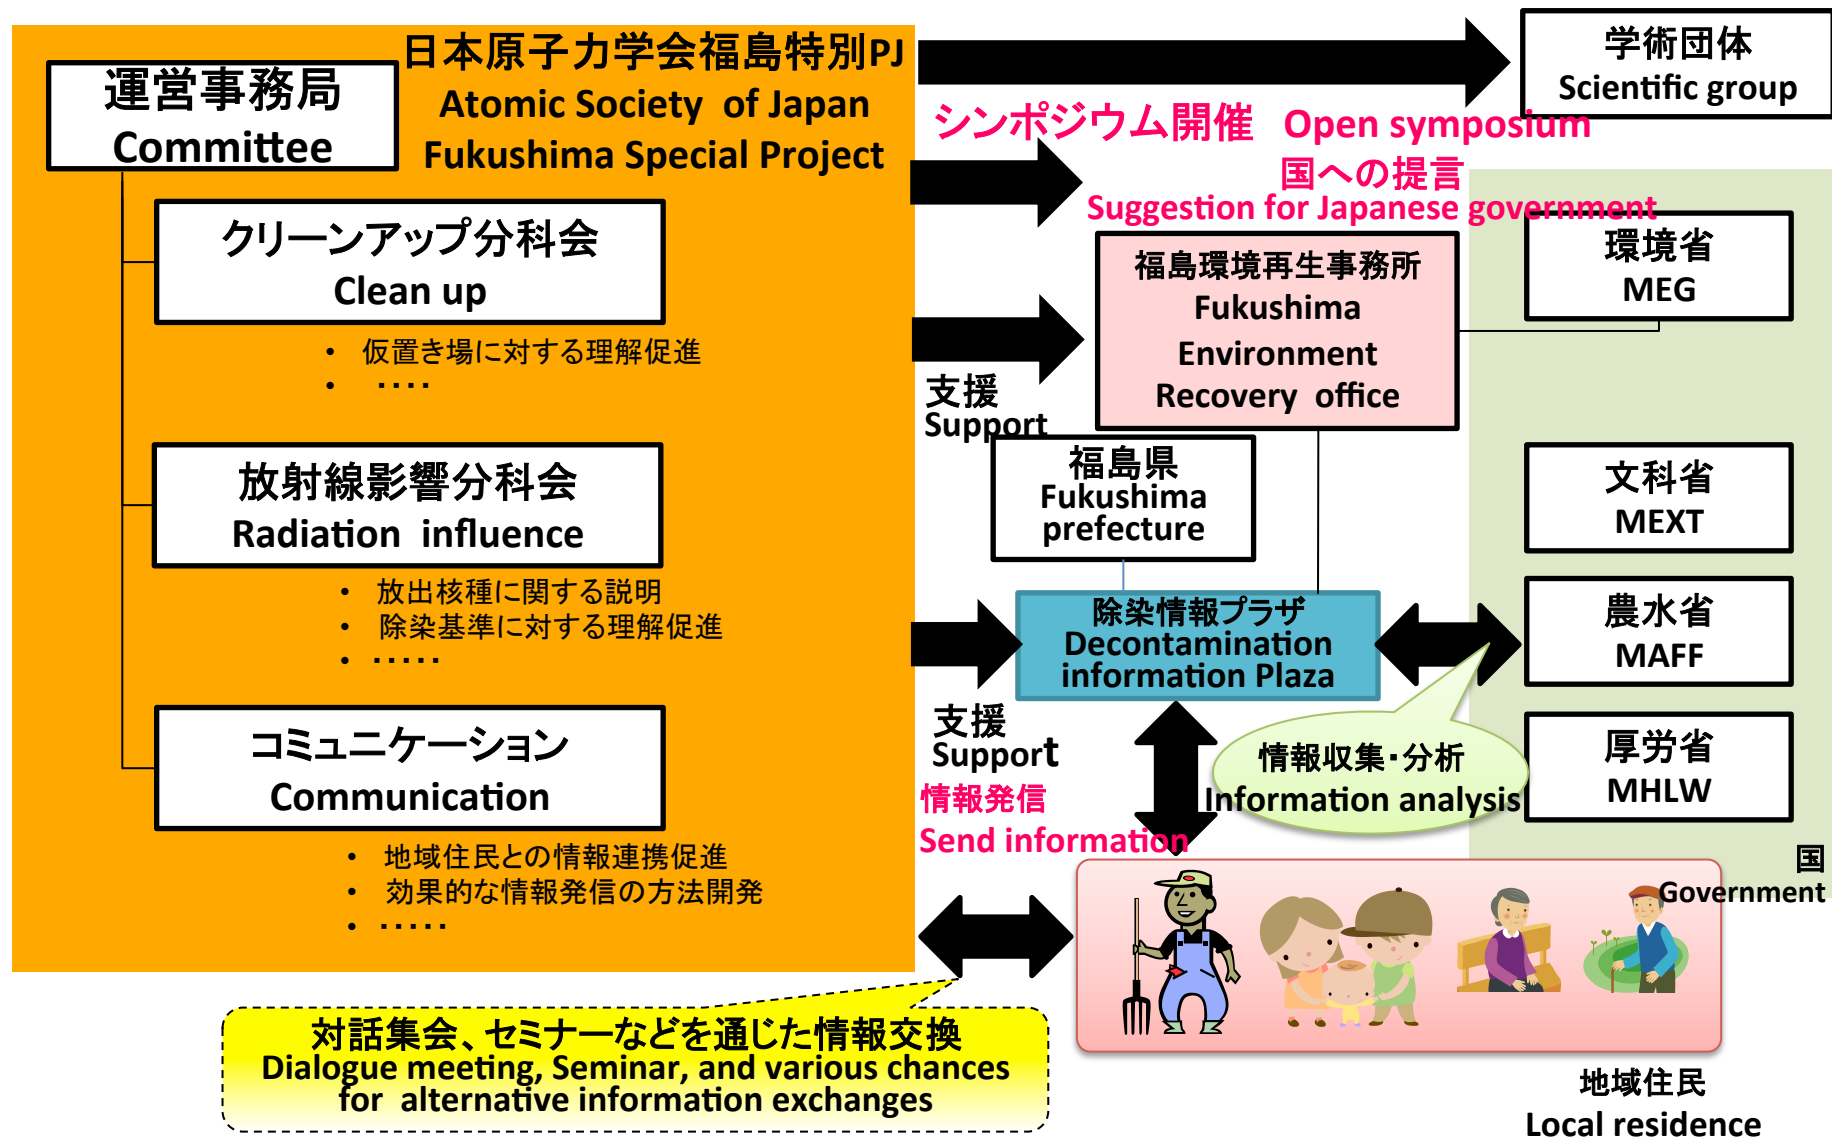 日本原子力学会福島特別PJ
Atomic Society of Japan
Fukushima Special Project
運営事務局
Committee
クリーンアップ分科会
Clean up
• 仮置き場に対する理解促進
• ････
放射線影響分科会
Radiation influence
• 放出核種に関する説明
• 除染基準に対する理解促進
• ･････
コミュニケーション
Communication
• 地域住民との情報連携促進
• 効果的な情報発信の方法開発
• ･････
学術団体
Scientific group
シンポジウム開催 Open symposium
国への提言
Suggestion for Japanese government
福島環境再生事務所
Fukushima
Environment
Recovery office
環境省
MEG
支援
Support
福島県
Fukushima
prefecture
文科省
MEXT
除染情報プラザ
Decontamination
information Plaza
農水省
MAFF
支援
Support
情報発信
Send information
情報収集・分析
Information analysis
厚労省
MHLW
国
Government
対話集会、セミナーなどを通じた情報交換
Dialogue meeting, Seminar, and various chances
for alternative information exchanges
地域住民
Local residence